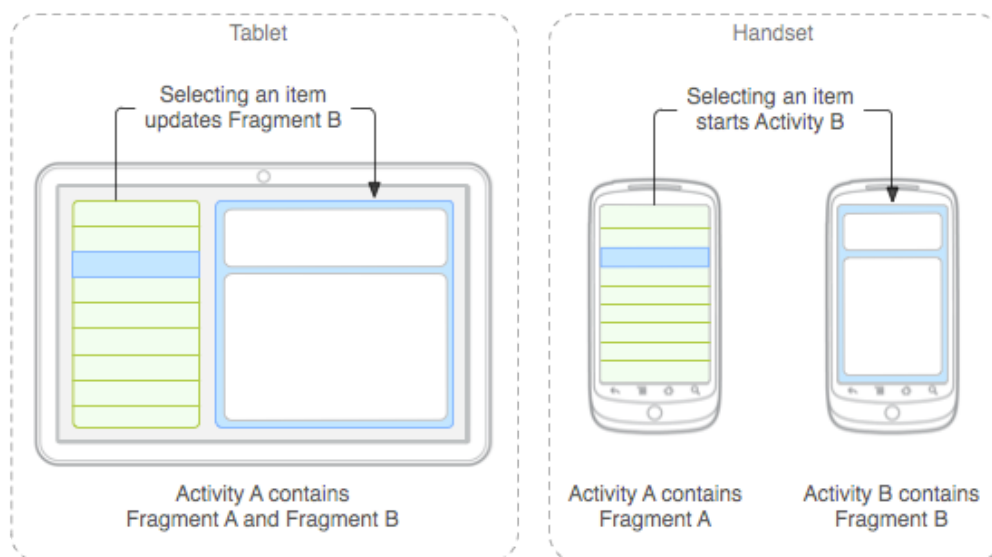 Tablet
Selecting an item
updates Fragment B
Activity A contains
Fragment A and Fragment B
Handset
Selecting an item
starts Activity B
Activity A contains
Fragment A
Activity B contains
Fragment B